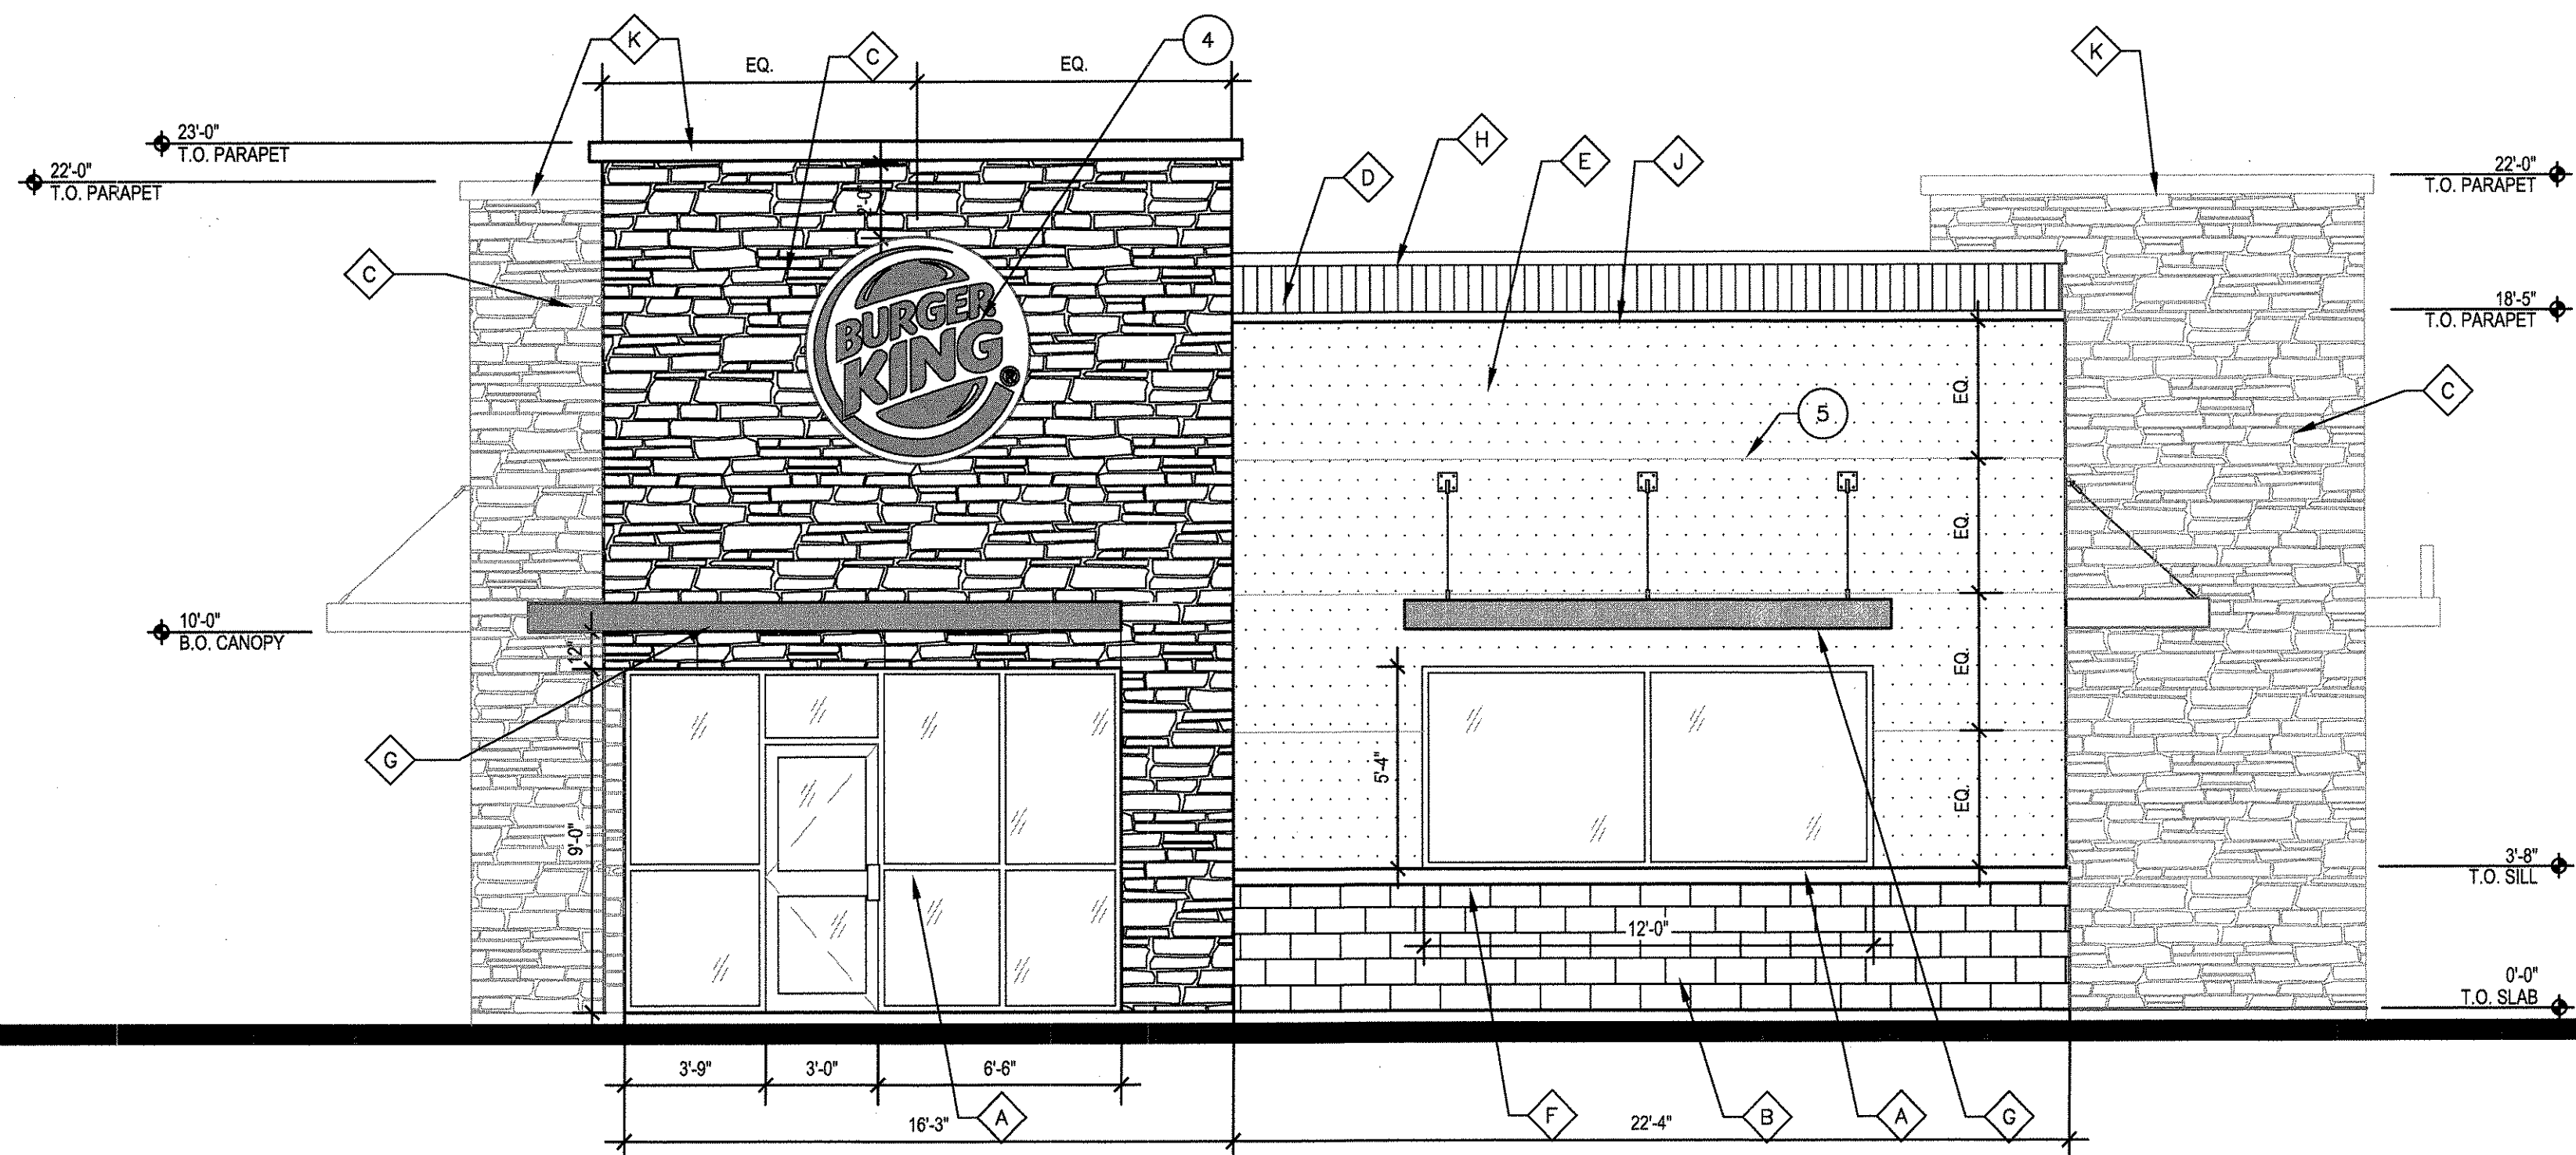 K
C
4
K
EQ.
EQ.
23'-0"
T.O. PARAPET
22'-0"
T.O. PARAPET
H
E
J
D
22'-0"
T.O. PARAPET
2'-0"
C
BURGER
KING
®
18'-5"
T.O. PARAPET
EQ.
C
5
EQ.
10'-0"
B.O. CANOPY
12"
EQ.
G
5'-4"
EQ.
9'-0"
3'-8"
T.O. SILL
12'-0"
0'-0"
T.O. SLAB
3'-9"
3'-0"
6'-6"
A
F
B
A
G
16'-3"
22'-4"